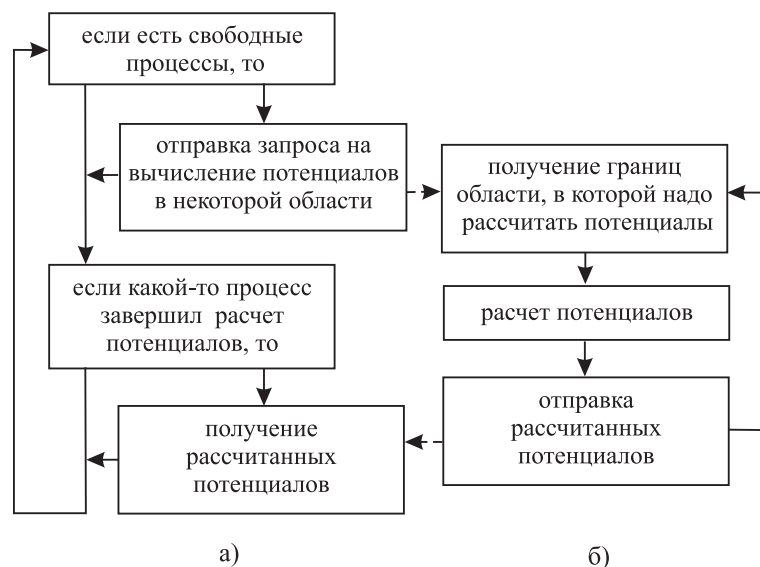 если есть свободные
процессы, то
отправка запроса на
вычисление потенциалов
в некоторой области
если какой-то процесс
завершил расчет
потенциалов, то
получение
рассчитанных
потенциалов
а)
получение границ
области, в которой надо
рассчитать потенциалы
расчет потенциалов
отправка
рассчитанных
потенциалов
б)